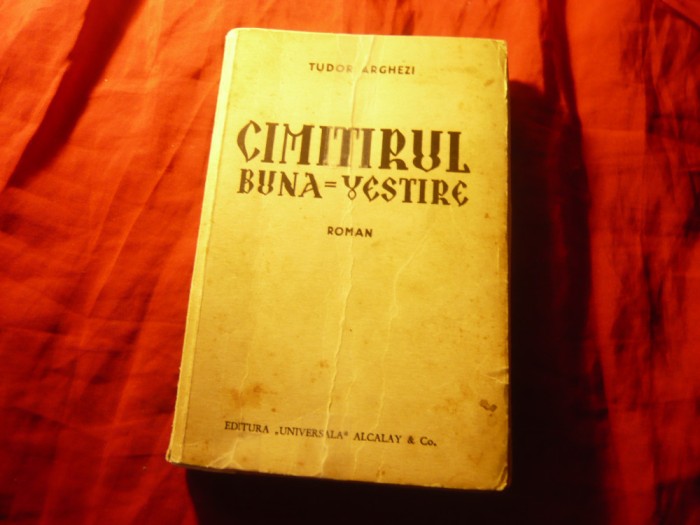 TUDOR ARGHEZI
CIMITIRUL
BUNA=VESTIRE
ROMAN
EDITURA „UNIVERSALA" ALCALAY & Co.